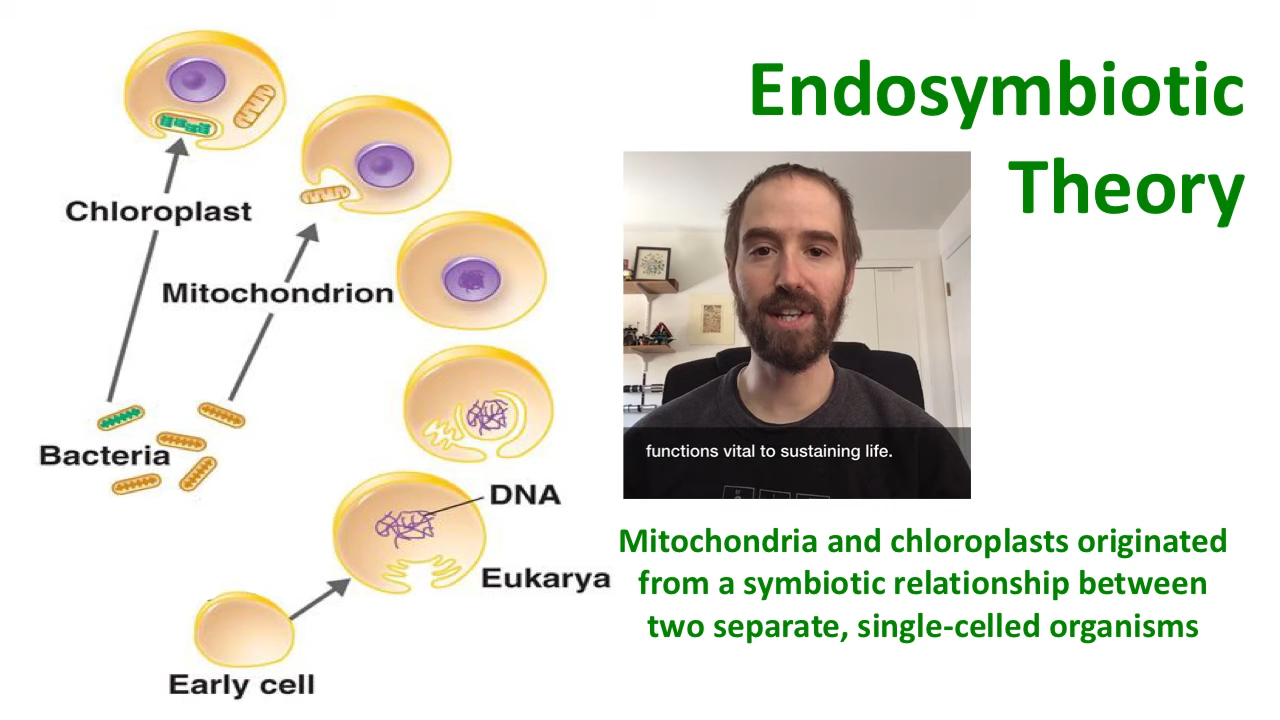 Endosymbiotic
Theory
Chloroplast
Mitochondrion
Bacteria
DNA
Eukarya
Early cell
functions vital to sustaining life.
Mitochondria and chloroplasts originated
from a symbiotic relationship between
two separate, single-celled organisms